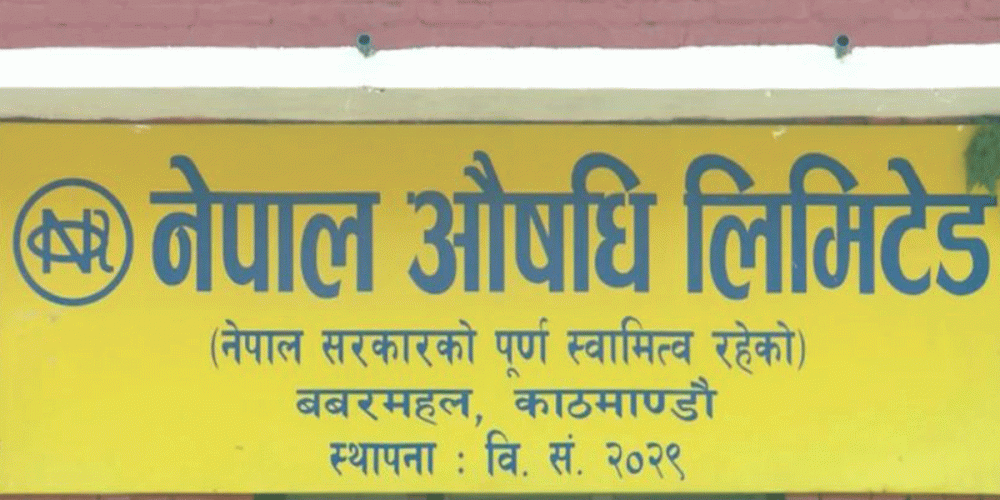 नेपाल औषधि लिमिटेड
(नेपाल सरकारको पूर्ण स्वामित्व रहेको)
बबरमहल, काठमाण्डौ
स्थापना : वि. सं. २०२९